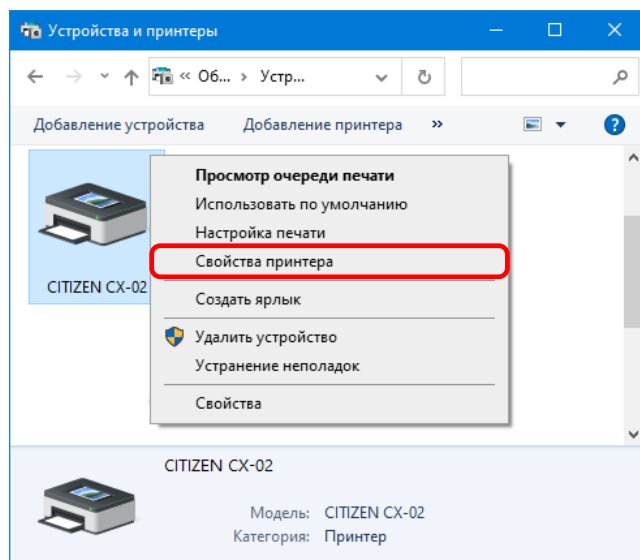 Устройства и принтеры
« Об... › Устр...
Добавление устройства Добавление принтера »
Просмотр очереди печати
Использовать по умолчанию
Настройка печати
Свойства принтера
Создать ярлык
Удалить устройство
Устранение неполадок
Свойства
CITIZEN CX-02
CITIZEN CX-02
Модель: CITIZEN CX-02
Категория: Принтер